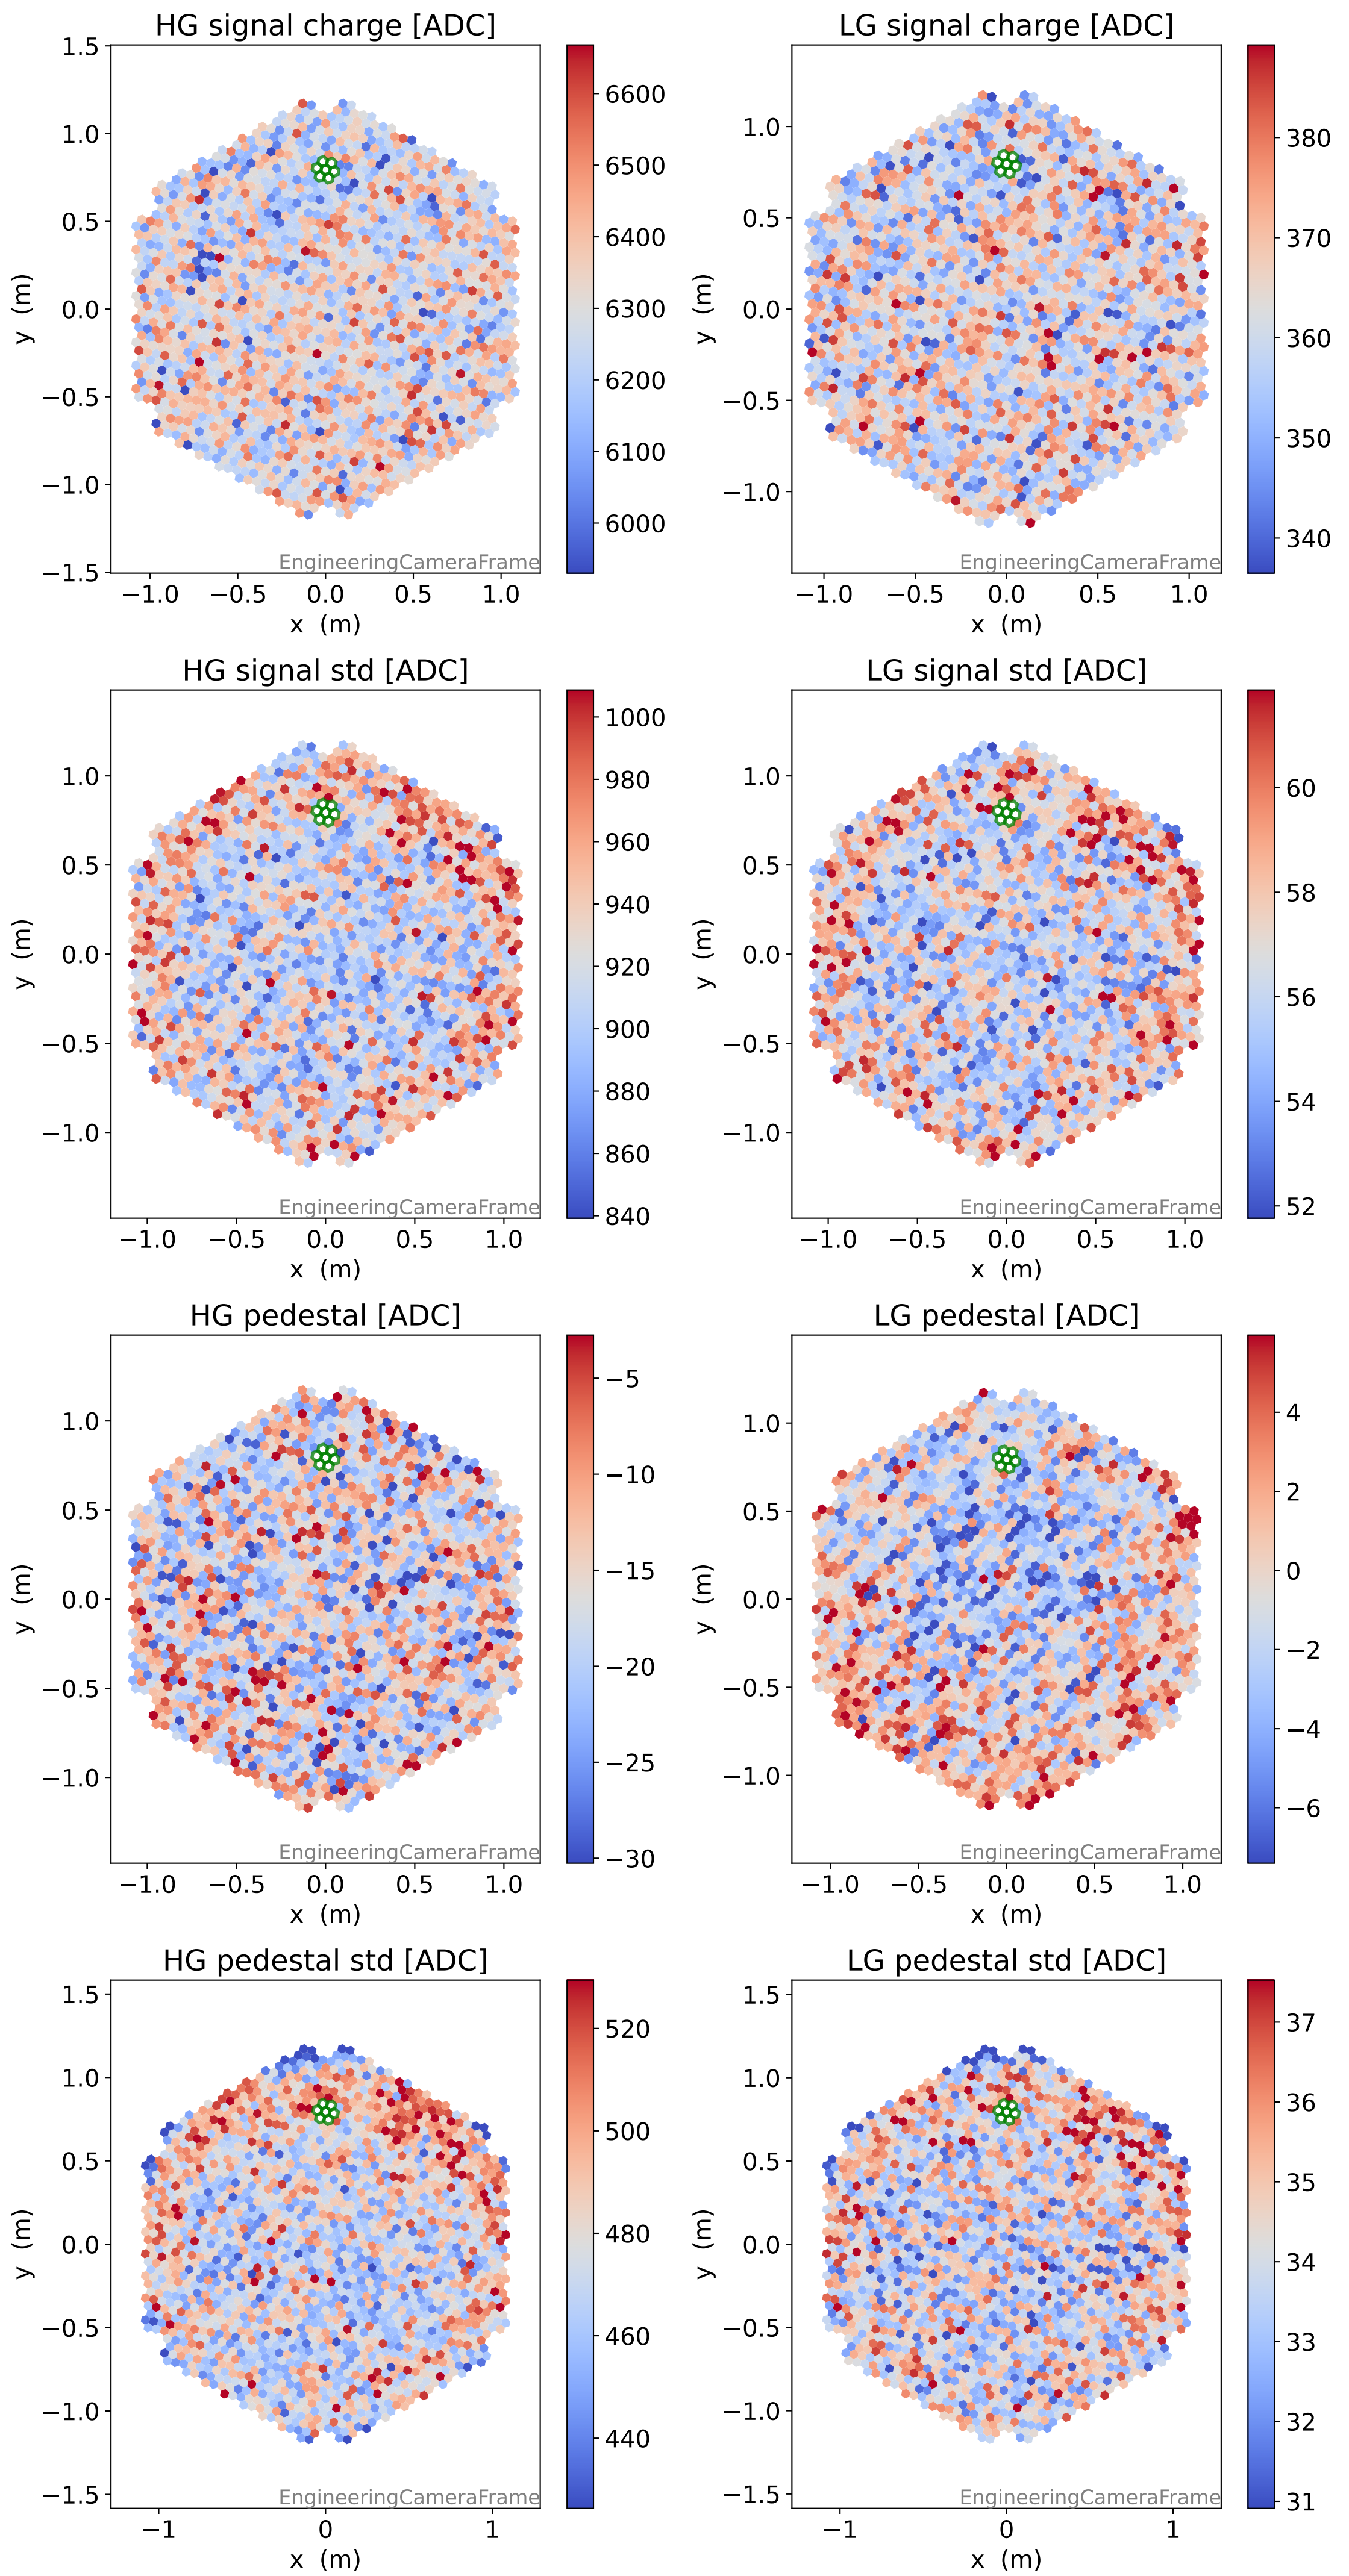 HG signal charge [ADC]
1.5
1.0
0.5
0.0
−0.5
−1.0
−1.5
y (m)
−1.0 −0.5 0.0 0.5 1.0
x (m)
EngineeringCameraFrame
6600
6500
6400
6300
6200
6100
6000
LG signal charge [ADC]
1.0
0.5
0.0
−0.5
−1.0
y (m)
−1.0 −0.5 0.0 0.5 1.0
x (m)
EngineeringCameraFrame
380
370
360
350
340
HG signal std [ADC]
1.0
0.5
0.0
−0.5
−1.0
y (m)
−1.0 −0.5 0.0 0.5 1.0
x (m)
EngineeringCameraFrame
1000
980
960
940
920
900
880
860
840
LG signal std [ADC]
1.0
0.5
0.0
−0.5
−1.0
y (m)
−1.0 −0.5 0.0 0.5 1.0
x (m)
EngineeringCameraFrame
60
58
56
54
52
HG pedestal [ADC]
1.0
0.5
0.0
−0.5
−1.0
y (m)
−1.0 −0.5 0.0 0.5 1.0
x (m)
EngineeringCameraFrame
−5
−10
−15
−20
−25
−30
LG pedestal [ADC]
1.0
0.5
0.0
−0.5
−1.0
y (m)
−1.0 −0.5 0.0 0.5 1.0
x (m)
EngineeringCameraFrame
4
2
0
−2
−4
−6
HG pedestal std [ADC]
1.5
1.0
0.5
0.0
−0.5
−1.0
−1.5
y (m)
−1 0 1
x (m)
EngineeringCameraFrame
520
500
480
460
440
LG pedestal std [ADC]
1.5
1.0
0.5
0.0
−0.5
−1.0
−1.5
y (m)
−1 0 1
x (m)
EngineeringCameraFrame
37
36
35
34
33
32
31